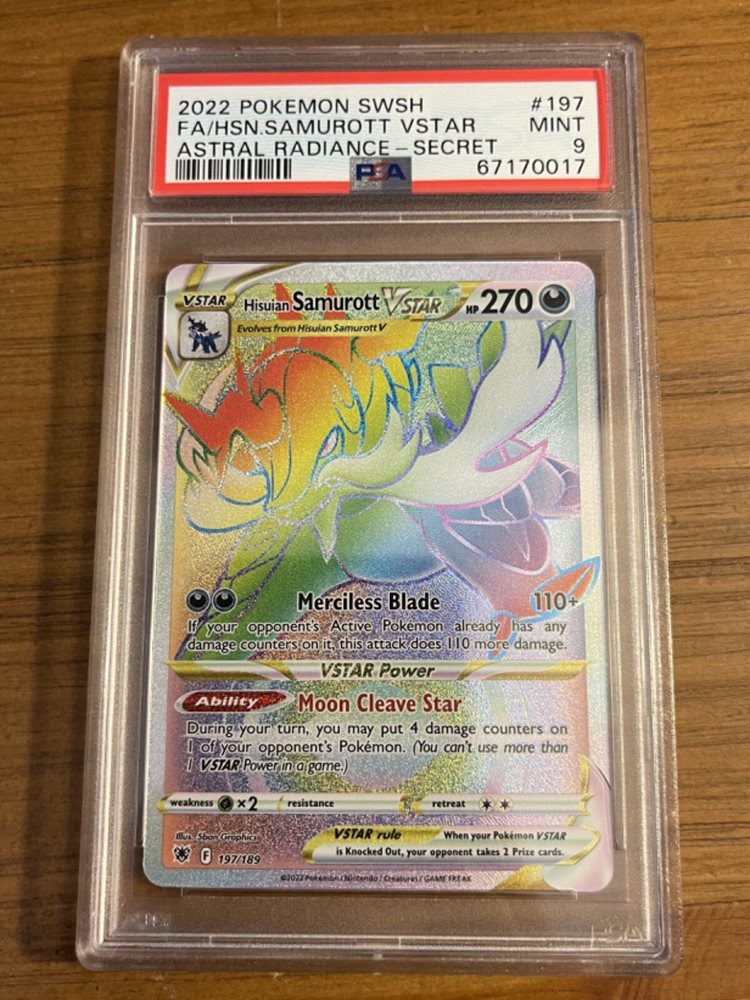 2022 POKEMON SWSH #197
FA/HSN.SAMUROTT VSTAR MINT
ASTRAL RADIANCE-SECRET 9
PSA 67170017
VSTAR Hisuian Samurott VSTAR HP 270
Evolves from Hisuian Samurott V
Merciless Blade 110+
If your opponent's Active Pokémon already has any
damage counters on it, this attack does 110 more damage.
VSTAR Power
Ability Moon Cleave Star
During your turn, you may put 4 damage counters on
1 of your opponent's Pokémon. (You can't use more than
1 VSTAR Power in a game.)
weakness ×2 resistance retreat
Illus. 5ban Graphics VSTAR rule When your Pokémon VSTAR
is Knocked Out, your opponent takes 2 Prize cards.
F 197/189
©2022 Pokémon / Nintendo / Creatures / GAME FREAK
PSA